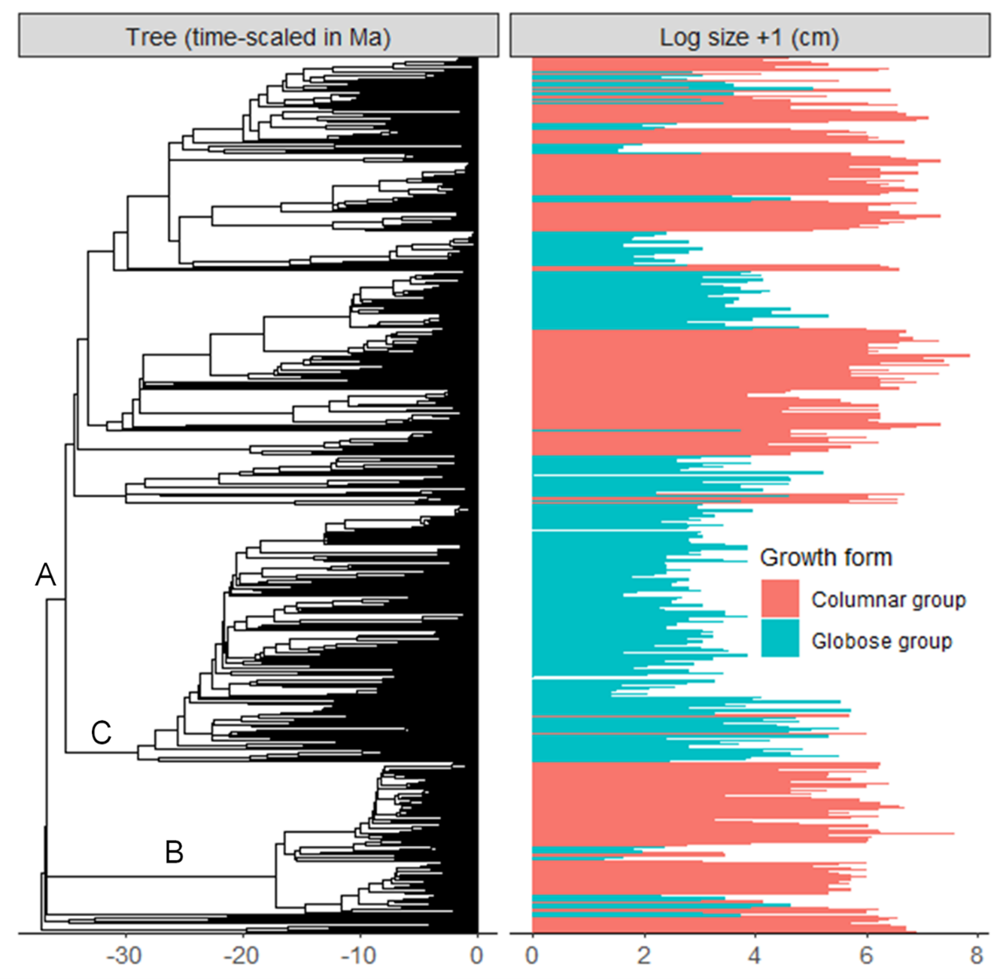 Tree (time-scaled in Ma)
Log size +1 (cm)
A
Growth form
Columnar group
Globose group
C
B
-30 -20 -10 0
0 2 4 6 8